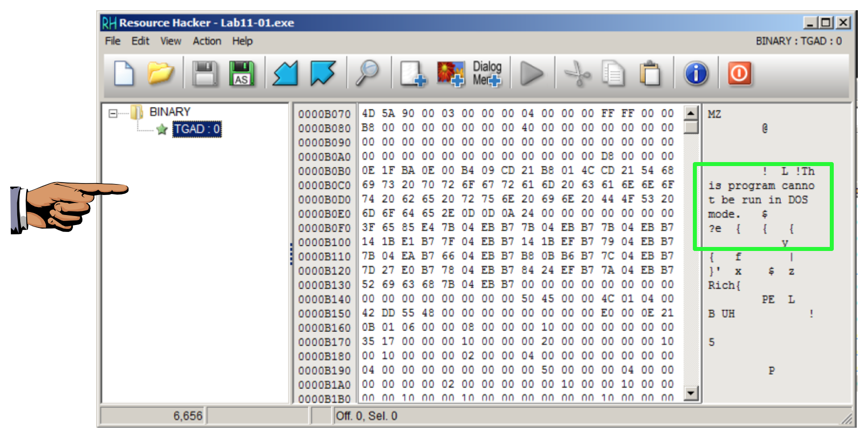 Resource Hacker - Lab11-01.exe
File Edit View Action Help BINARY : TGAD : 0
AS Dialog Menu
BINARY
TGAD : 0
0000B070 4D 5A 90 00 03 00 00 00 04 00 00 00 FF FF 00 00 MZ
0000B080 B8 00 00 00 00 00 00 00 40 00 00 00 00 00 00 00 @
0000B090 00 00 00 00 00 00 00 00 00 00 00 00 00 00 00 00
0000B0A0 00 00 00 00 00 00 00 00 00 00 00 00 D8 00 00 00
0000B0B0 0E 1F BA 0E 00 B4 09 CD 21 B8 01 4C CD 21 54 68 ! L !Th
0000B0C0 69 73 20 70 72 6F 67 72 61 6D 20 63 61 6E 6E 6F is program canno
0000B0D0 74 20 62 65 20 72 75 6E 20 69 6E 20 44 4F 53 20 t be run in DOS
0000B0E0 6D 6F 64 65 2E 0D 0D 0A 24 00 00 00 00 00 00 00 mode. $
0000B0F0 3F 65 85 E4 7B 04 EB B7 7B 04 EB B7 7B 04 EB B7 ?e { { {
0000B100 14 1B E1 B7 7F 04 EB B7 14 1B EF B7 79 04 EB B7 y
0000B110 7B 04 EA B7 66 04 EB B7 B8 0B B6 B7 7C 04 EB B7 { f |
0000B120 7D 27 E0 B7 78 04 EB B7 84 24 EF B7 7A 04 EB B7 }' x $ z
0000B130 52 69 63 68 7B 04 EB B7 00 00 00 00 00 00 00 00 Rich{
0000B140 00 00 00 00 00 00 00 00 50 45 00 00 4C 01 04 00 PE L
0000B150 42 DD 55 48 00 00 00 00 00 00 00 00 E0 00 0E 21 B UH !
0000B160 0B 01 06 00 00 08 00 00 00 10 00 00 00 00 00 00
0000B170 35 17 00 00 00 10 00 00 00 20 00 00 00 00 00 10 5
0000B180 00 10 00 00 00 02 00 00 04 00 00 00 00 00 00 00
0000B190 04 00 00 00 00 00 00 00 00 50 00 00 00 04 00 00 P
0000B1A0 00 00 00 00 02 00 00 00 00 00 10 00 00 10 00 00
0000B1B0 00 00 10 00 00 10 00 00 00 00 00 00 10 00 00 00
6,656 Off. 0, Sel. 0